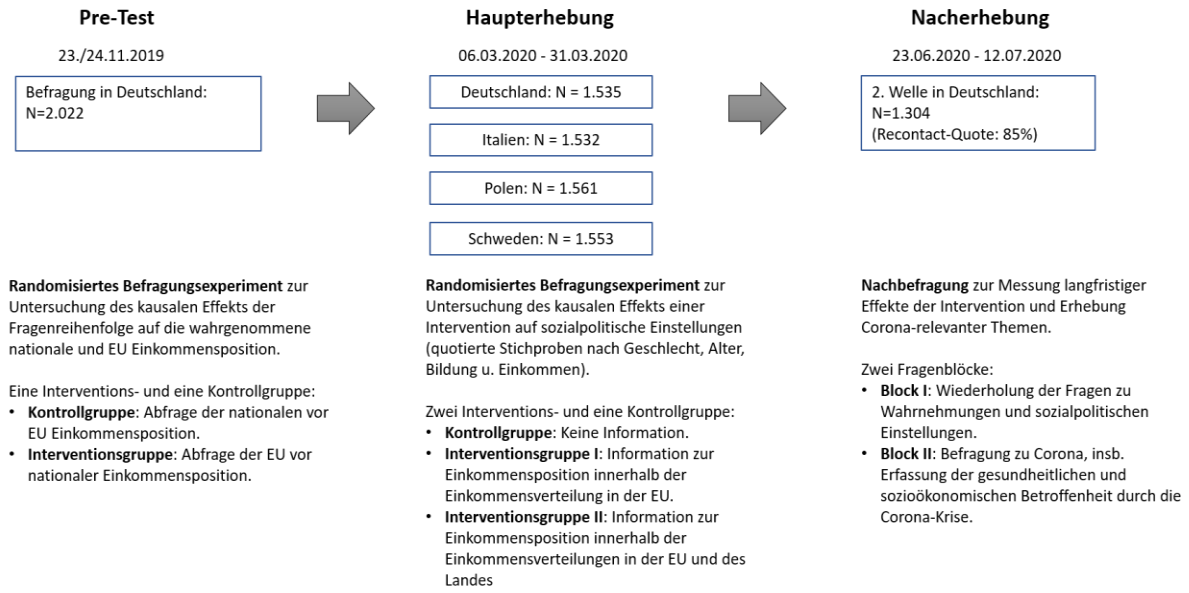 Pre-Test
23./24.11.2019
Befragung in Deutschland:
N=2.022
Randomisiertes Befragungsexperiment zur
Untersuchung des kausalen Effekts der
Fragenreihenfolge auf die wahrgenommene
nationale und EU Einkommensposition.
Eine Interventions- und eine Kontrollgruppe:
• Kontrollgruppe: Abfrage der nationalen vor
EU Einkommensposition.
• Interventionsgruppe: Abfrage der EU vor
nationaler Einkommensposition.
Haupterhebung
06.03.2020 - 31.03.2020
Deutschland: N = 1.535
Italien: N = 1.532
Polen: N = 1.561
Schweden: N = 1.553
Randomisiertes Befragungsexperiment zur
Untersuchung des kausalen Effekts einer
Intervention auf sozialpolitische Einstellungen
(quotierte Stichproben nach Geschlecht, Alter,
Bildung u. Einkommen).
Zwei Interventions- und eine Kontrollgruppe:
• Kontrollgruppe: Keine Information.
• Interventionsgruppe I: Information zur
Einkommensposition innerhalb der
Einkommensverteilung in der EU.
• Interventionsgruppe II: Information zur
Einkommensposition innerhalb der
Einkommensverteilungen in der EU und des
Landes
Nacherhebung
23.06.2020 - 12.07.2020
2. Welle in Deutschland:
N=1.304
(Recontact-Quote: 85%)
Nachbefragung zur Messung langfristiger
Effekte der Intervention und Erhebung
Corona-relevanter Themen.
Zwei Fragenblöcke:
• Block I: Wiederholung der Fragen zu
Wahrnehmungen und sozialpolitischen
Einstellungen.
• Block II: Befragung zu Corona, insb.
Erfassung der gesundheitlichen und
sozioökonomischen Betroffenheit durch die
Corona-Krise.